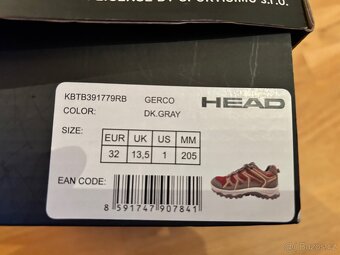 LICENSE BY SPORTISIMO s.r.o.
KBTB391779RB GERCO HEAD
COLOR: DK.GRAY
SIZE: EUR UK US MM
32 13,5 1 205
EAN CODE:
8 591747 907841